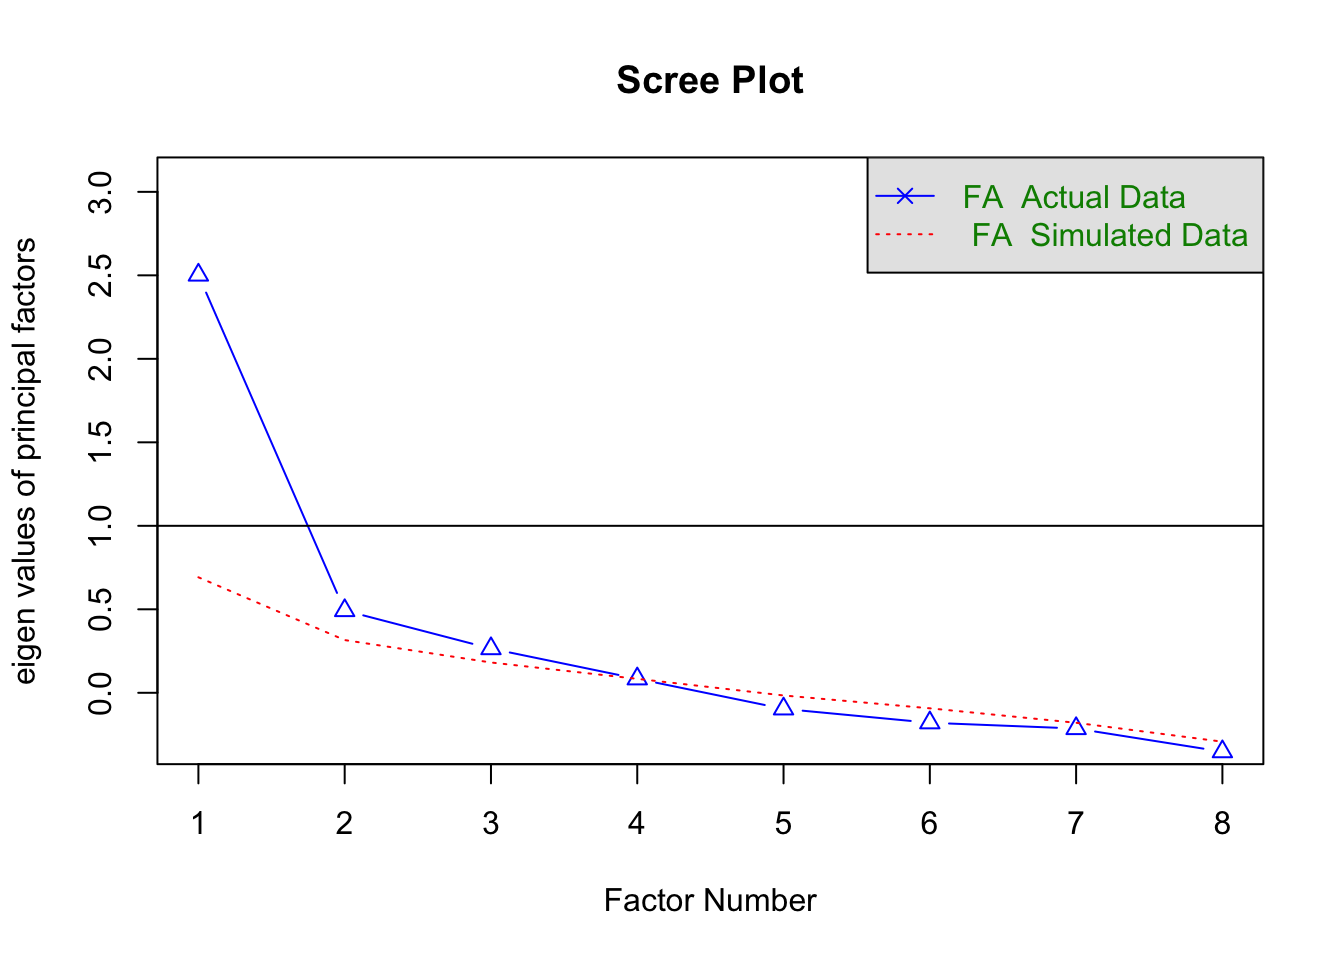 Scree Plot
FA Actual Data
FA Simulated Data
eigen values of principal factors
3.0
2.5
2.0
1.5
1.0
0.5
0.0
1 2 3 4 5 6 7 8
Factor Number